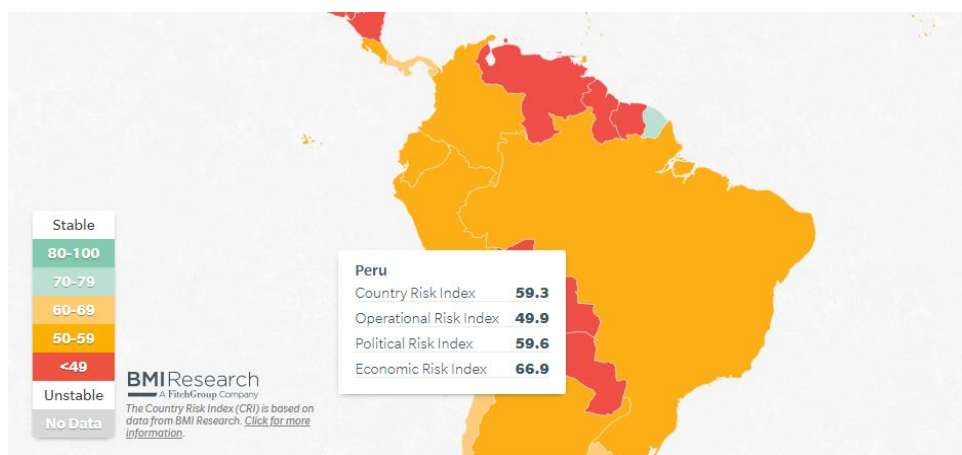 Stable
80-100
70-79
60-69
50-59
<49
Unstable
No Data
BMI Research
A FitchGroup Company
The Country Risk Index (CRI) is based on
data from BMI Research. Click for more
information.
Peru
Country Risk Index 59.3
Operational Risk Index 49.9
Political Risk Index 59.6
Economic Risk Index 66.9